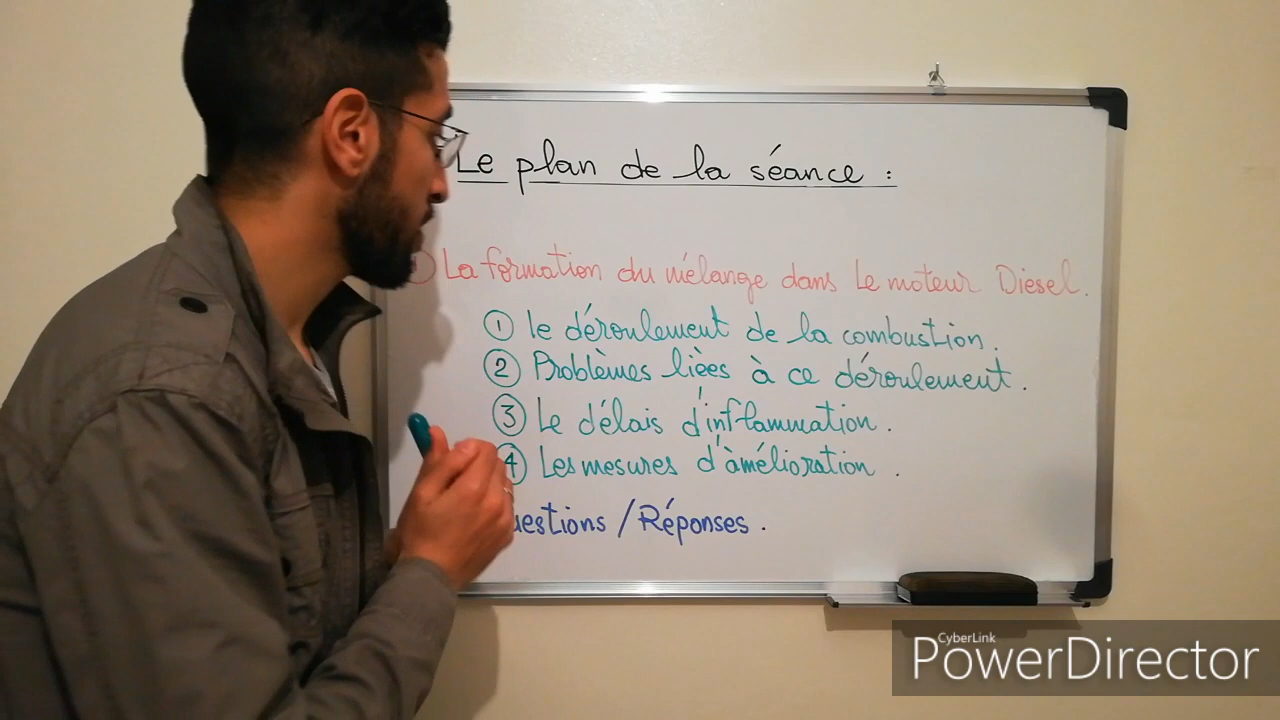 Le plan de la séance :
) La formation du mélange dans le moteur Diesel.
① le déroulement de la combustion.
② Problèmes liées à ce déroulement.
③ Le délais d'inflammation.
④ Les mesures d'àmélioration.
uestions / Réponses.
CyberLink
PowerDirector